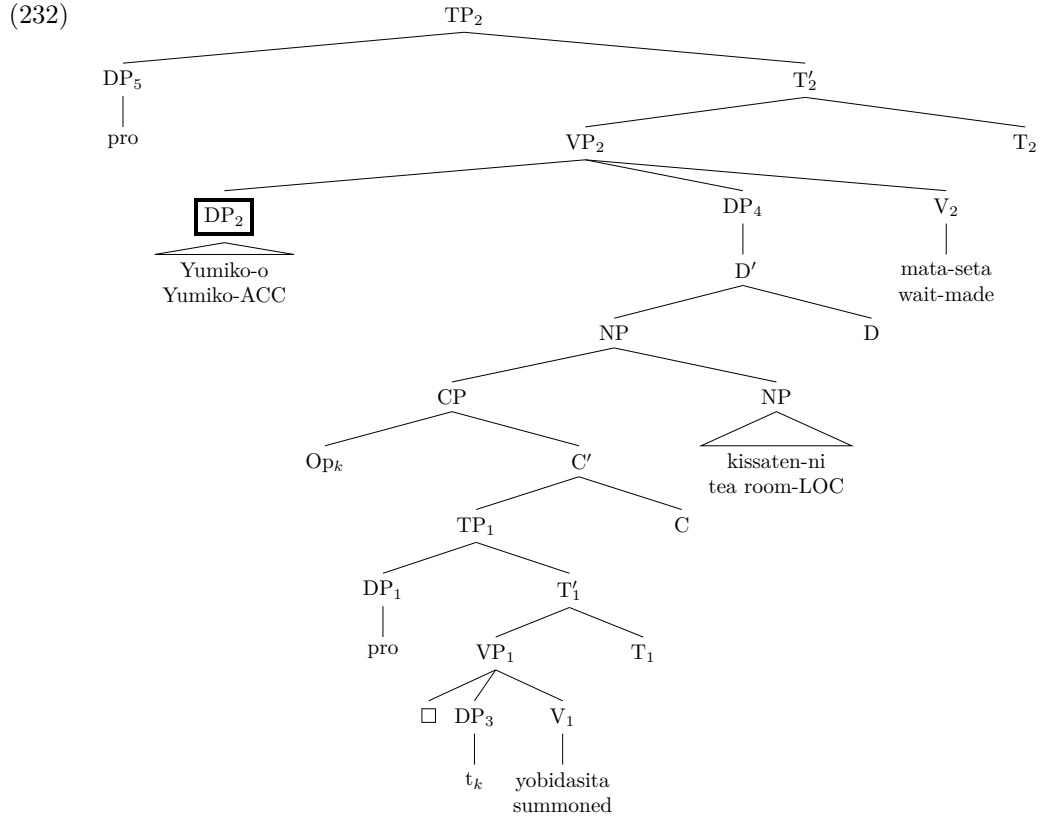 (232)
TP₂
DP₅ T′₂
pro VP₂ T₂
DP₂ DP₄ V₂
Yumiko-o D′ mata-seta
Yumiko-ACC wait-made
NP D
CP NP
Opₖ C′ kissaten-ni
tea room-LOC
TP₁ C
DP₁ T′₁
pro VP₁ T₁
□ DP₃ V₁
tₖ yobidasita
summoned